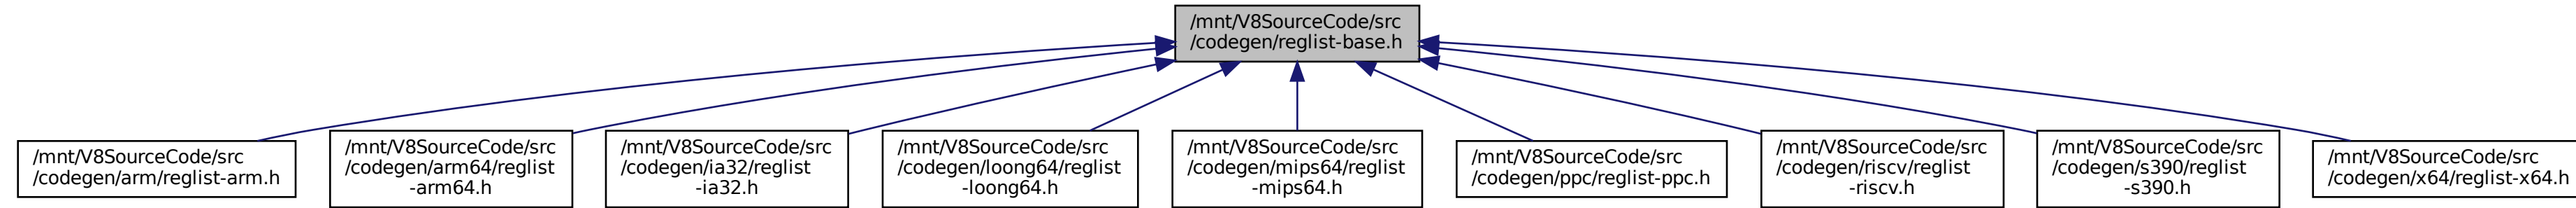 /mnt/V8SourceCode/src
/codegen/reglist-base.h
/mnt/V8SourceCode/src
/codegen/arm/reglist-arm.h
/mnt/V8SourceCode/src
/codegen/arm64/reglist
-arm64.h
/mnt/V8SourceCode/src
/codegen/ia32/reglist
-ia32.h
/mnt/V8SourceCode/src
/codegen/loong64/reglist
-loong64.h
/mnt/V8SourceCode/src
/codegen/mips64/reglist
-mips64.h
/mnt/V8SourceCode/src
/codegen/ppc/reglist-ppc.h
/mnt/V8SourceCode/src
/codegen/riscv/reglist
-riscv.h
/mnt/V8SourceCode/src
/codegen/s390/reglist
-s390.h
/mnt/V8SourceCode/src
/codegen/x64/reglist-x64.h